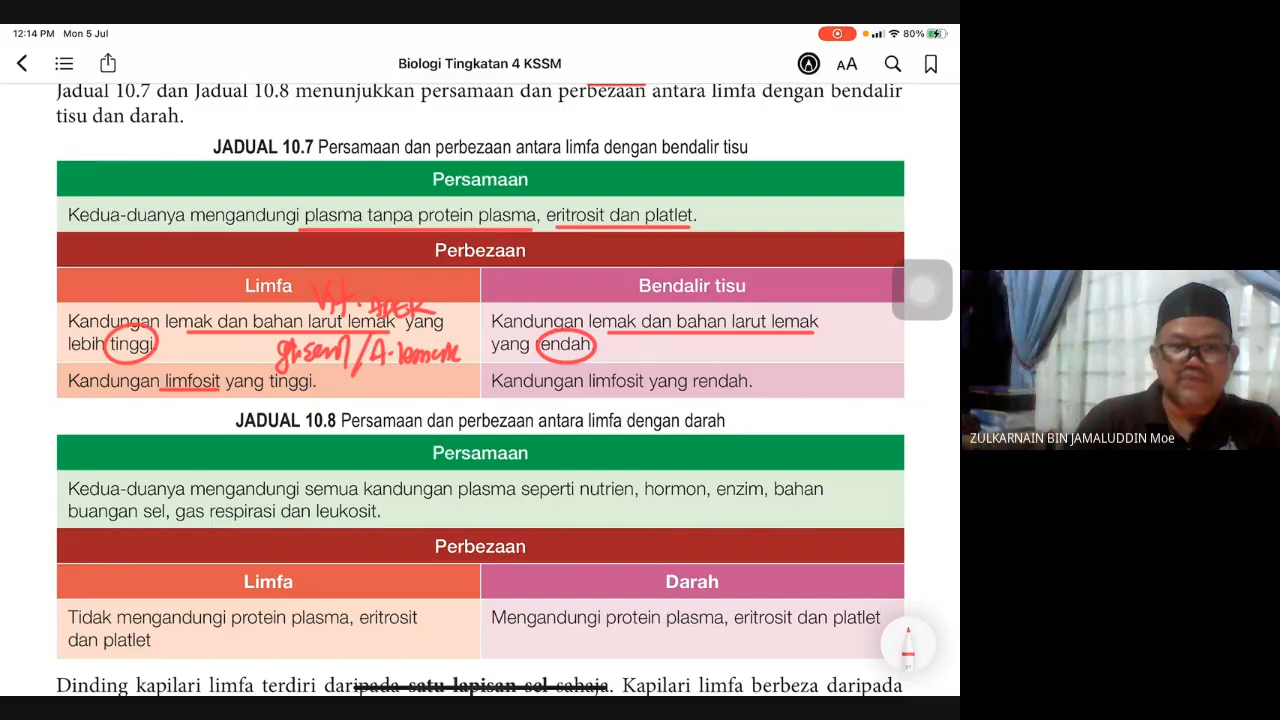 12:14 PM Mon 5 Jul
80%
Biologi Tingkatan 4 KSSM
AA
Jadual 10.7 dan Jadual 10.8 menunjukkan persamaan dan perbezaan antara limfa dengan bendalir
tisu dan darah.
JADUAL 10.7 Persamaan dan perbezaan antara limfa dengan bendalir tisu
Persamaan
Kedua-duanya mengandungi plasma tanpa protein plasma, eritrosit dan platlet.
Perbezaan
Limfa
Bendalir tisu
Vit. ADEK
Kandungan lemak dan bahan larut lemak yang
lebih tinggi
Kandungan lemak dan bahan larut lemak
yang rendah.
A. lemak
Kandungan limfosit yang tinggi.
Kandungan limfosit yang rendah.
JADUAL 10.8 Persamaan dan perbezaan antara limfa dengan darah
Persamaan
Kedua-duanya mengandungi semua kandungan plasma seperti nutrien, hormon, enzim, bahan
buangan sel, gas respirasi dan leukosit.
Perbezaan
Limfa
Darah
Tidak mengandungi protein plasma, eritrosit
dan platlet
Mengandungi protein plasma, eritrosit dan platlet
Dinding kapilari limfa terdiri daripada satu lapisan sel sahaja. Kapilari limfa berbeza daripada
ZULKARNAIN BIN JAMALUDDIN Moe